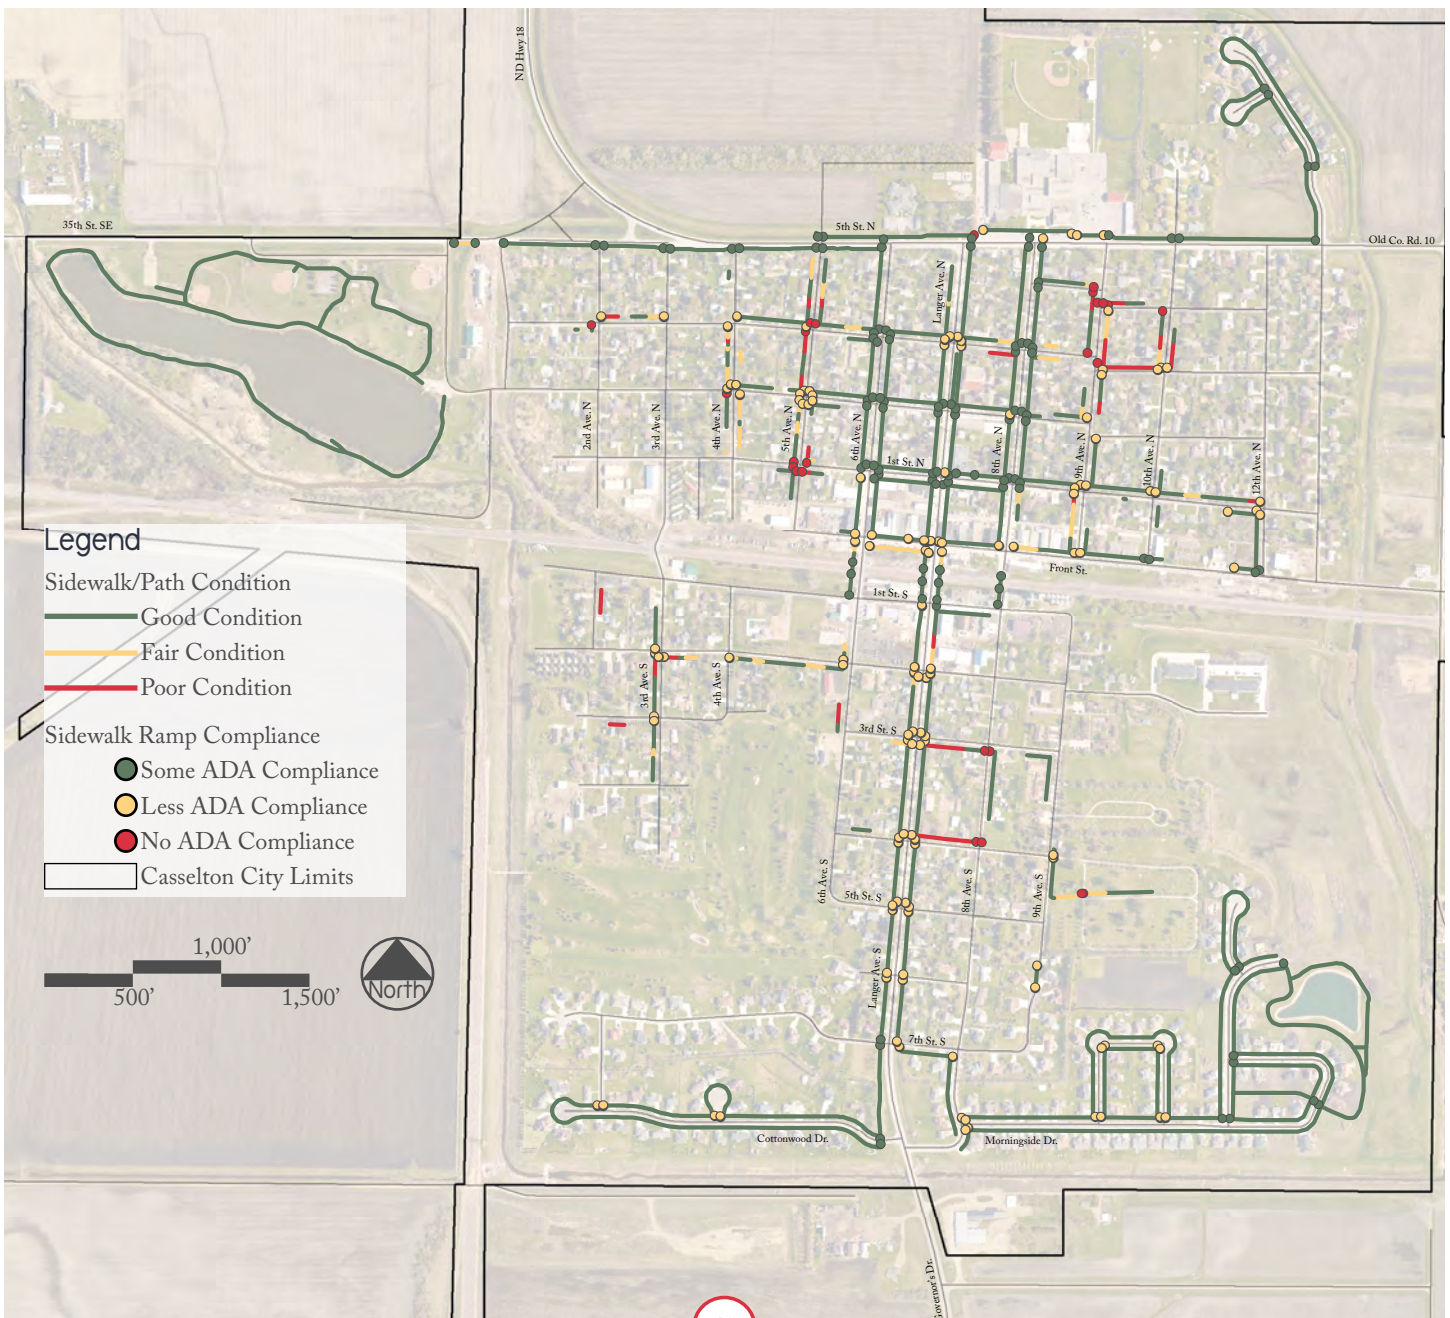 ND Hwy 18
35th St. SE
5th St. N
Old Co. Rd. 10
Langer Ave. N
2nd Ave. N
3rd Ave. N
4th Ave. N
5th Ave. N
6th Ave. N
8th Ave. N
9th Ave. N
10th Ave. N
12th Ave. N
1st St. N
Front St.
1st St. S
3rd Ave. S
4th Ave. S
3rd St. S
6th Ave. S
5th St. S
8th Ave. S
9th Ave. S
Langer Ave. S
7th St. S
Cottonwood Dr.
Morningside Dr.
Governor's Dr.
Legend
Sidewalk/Path Condition
Good Condition
Fair Condition
Poor Condition
Sidewalk Ramp Compliance
Some ADA Compliance
Less ADA Compliance
No ADA Compliance
Casselton City Limits
1,000’
500’
1,500’
North